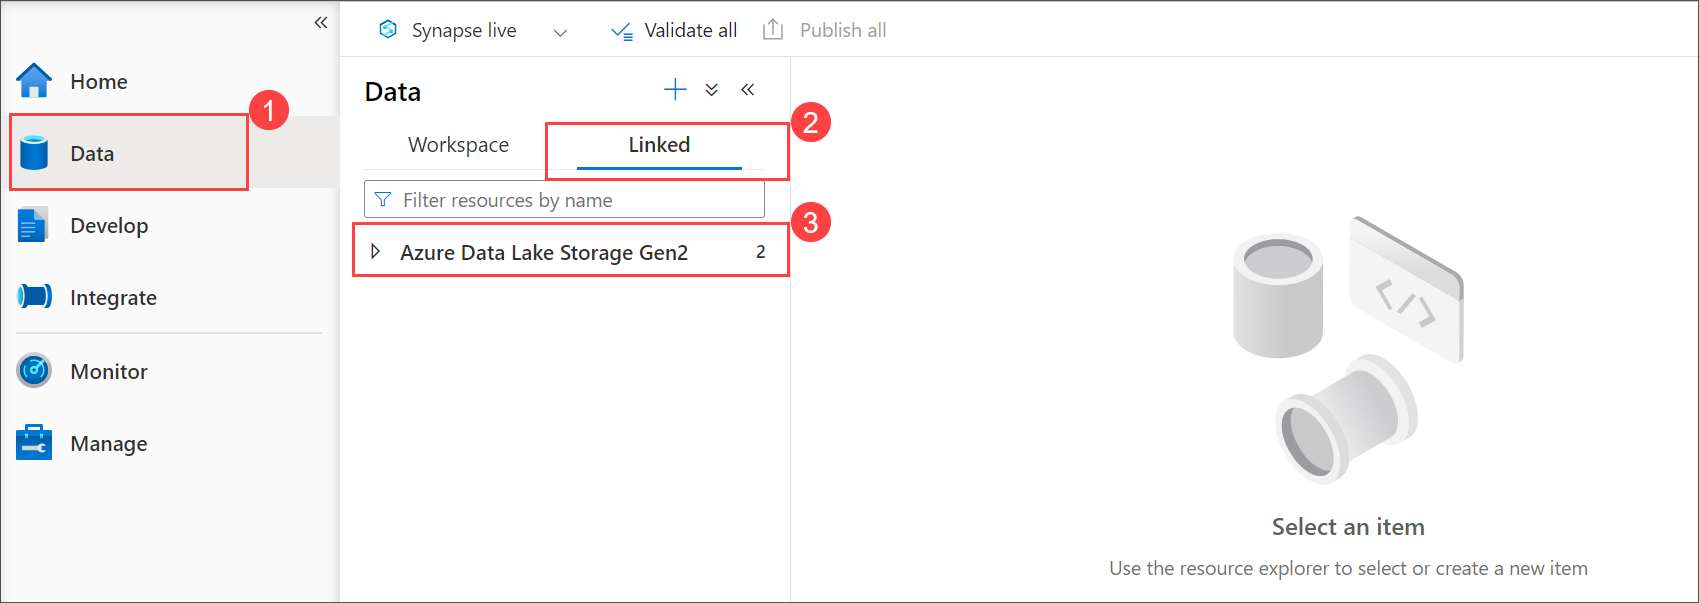 Synapse live
Validate all
Publish all
Home
1
Data
Develop
Integrate
Monitor
Manage
Data
Workspace
Linked
2
Filter resources by name
3
Azure Data Lake Storage Gen2 2
</>
Select an item
Use the resource explorer to select or create a new item